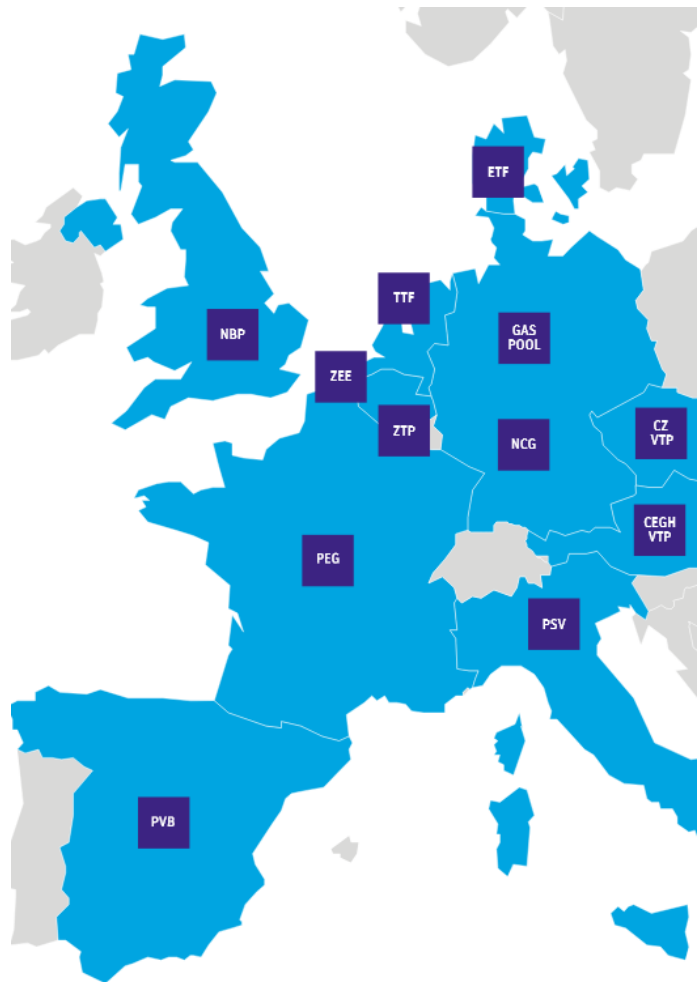 ETF
TTF
GAS
POOL
NBP
ZEE
ZTP
NCG
CZ
VTP
CEGH
VTP
PEG
PSV
PVB